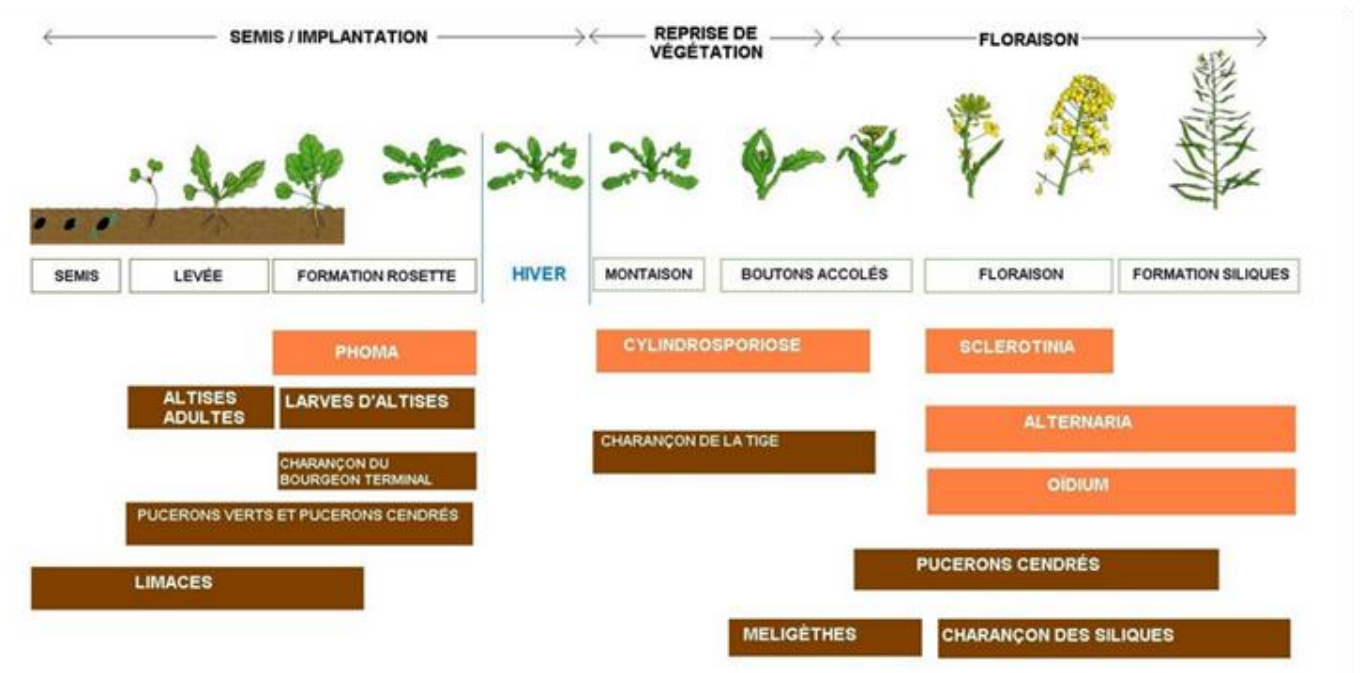 SEMIS / IMPLANTATION
REPRISE DE
VÉGÉTATION
FLORAISON
SEMIS
LEVÉE
FORMATION ROSETTE
HIVER
MONTAISON
BOUTONS ACCOLÉS
FLORAISON
FORMATION SILIQUES
PHOMA
CYLINDROSPORIOSE
SCLEROTINIA
ALTISES
ADULTES
LARVES D'ALTISES
ALTERNARIA
CHARANÇON DE LA TIGE
CHARANÇON DU
BOURGEON TERMINAL
OÏDIUM
PUCERONS VERTS ET PUCERONS CENDRÉS
PUCERONS CENDRÉS
LIMACES
MELIGÈTHES
CHARANÇON DES SILIQUES